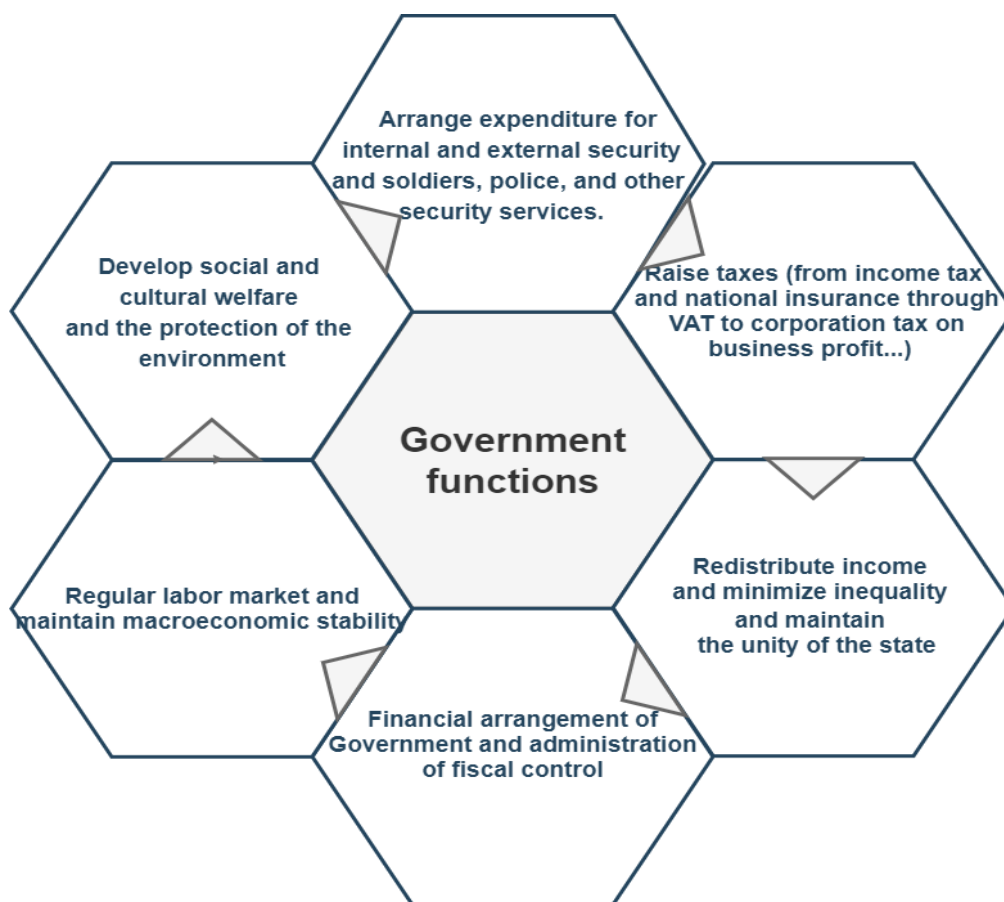 Arrange expenditure for
internal and external security
and soldiers, police, and other
security services.
Raise taxes (from income tax
and national insurance through
VAT to corporation tax on
business profit...)
Develop social and
cultural welfare
and the protection of the
environment
Government
functions
Redistribute income
and minimize inequality
and maintain
the unity of the state
Regular labor market and
maintain macroeconomic stability
Financial arrangement of
Government and administration
of fiscal control